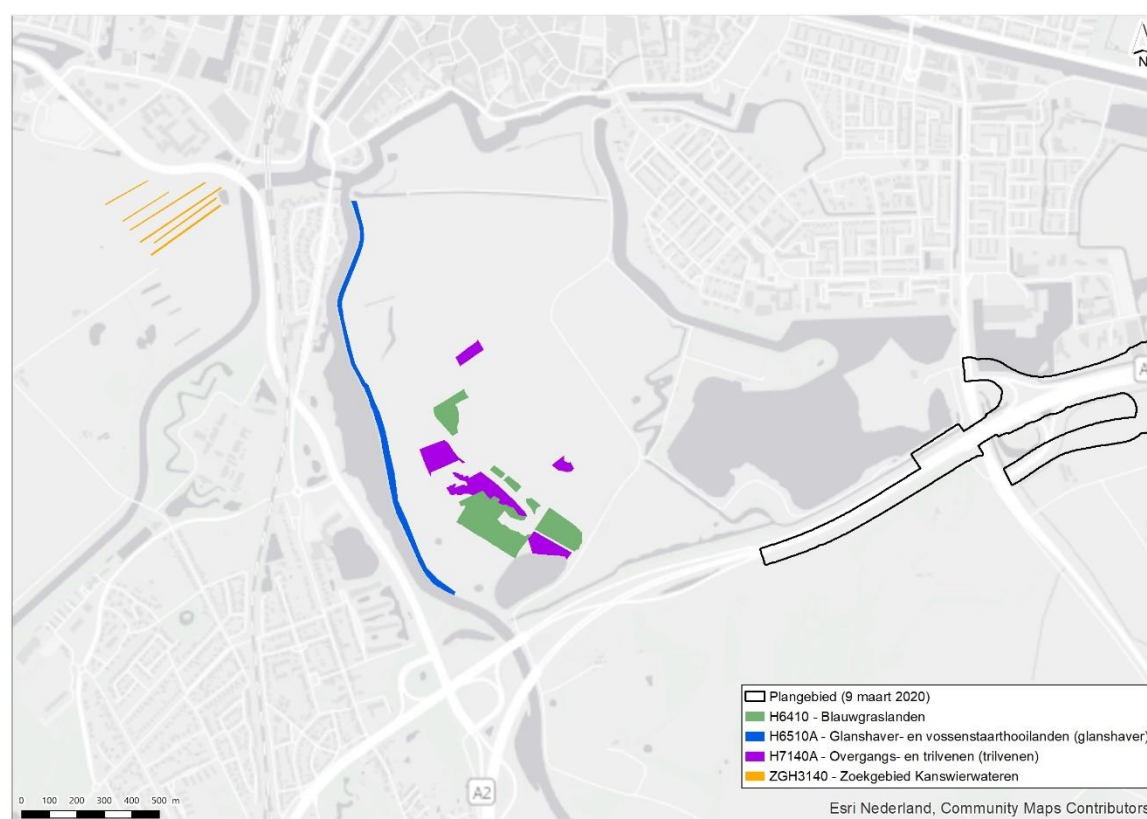 N
A
Plangebied (9 maart 2020)
H6410 - Blauwgraslanden
H6510A - Glanshaver- en vossenstaarthooilanden (glanshaver)
H7140A - Overgangs- en trilvenen (trilvenen)
ZGH3140 - Zoekgebied Kanswierwateren
A2
0 100 200 300 400 500 m
Esri Nederland, Community Maps Contributors